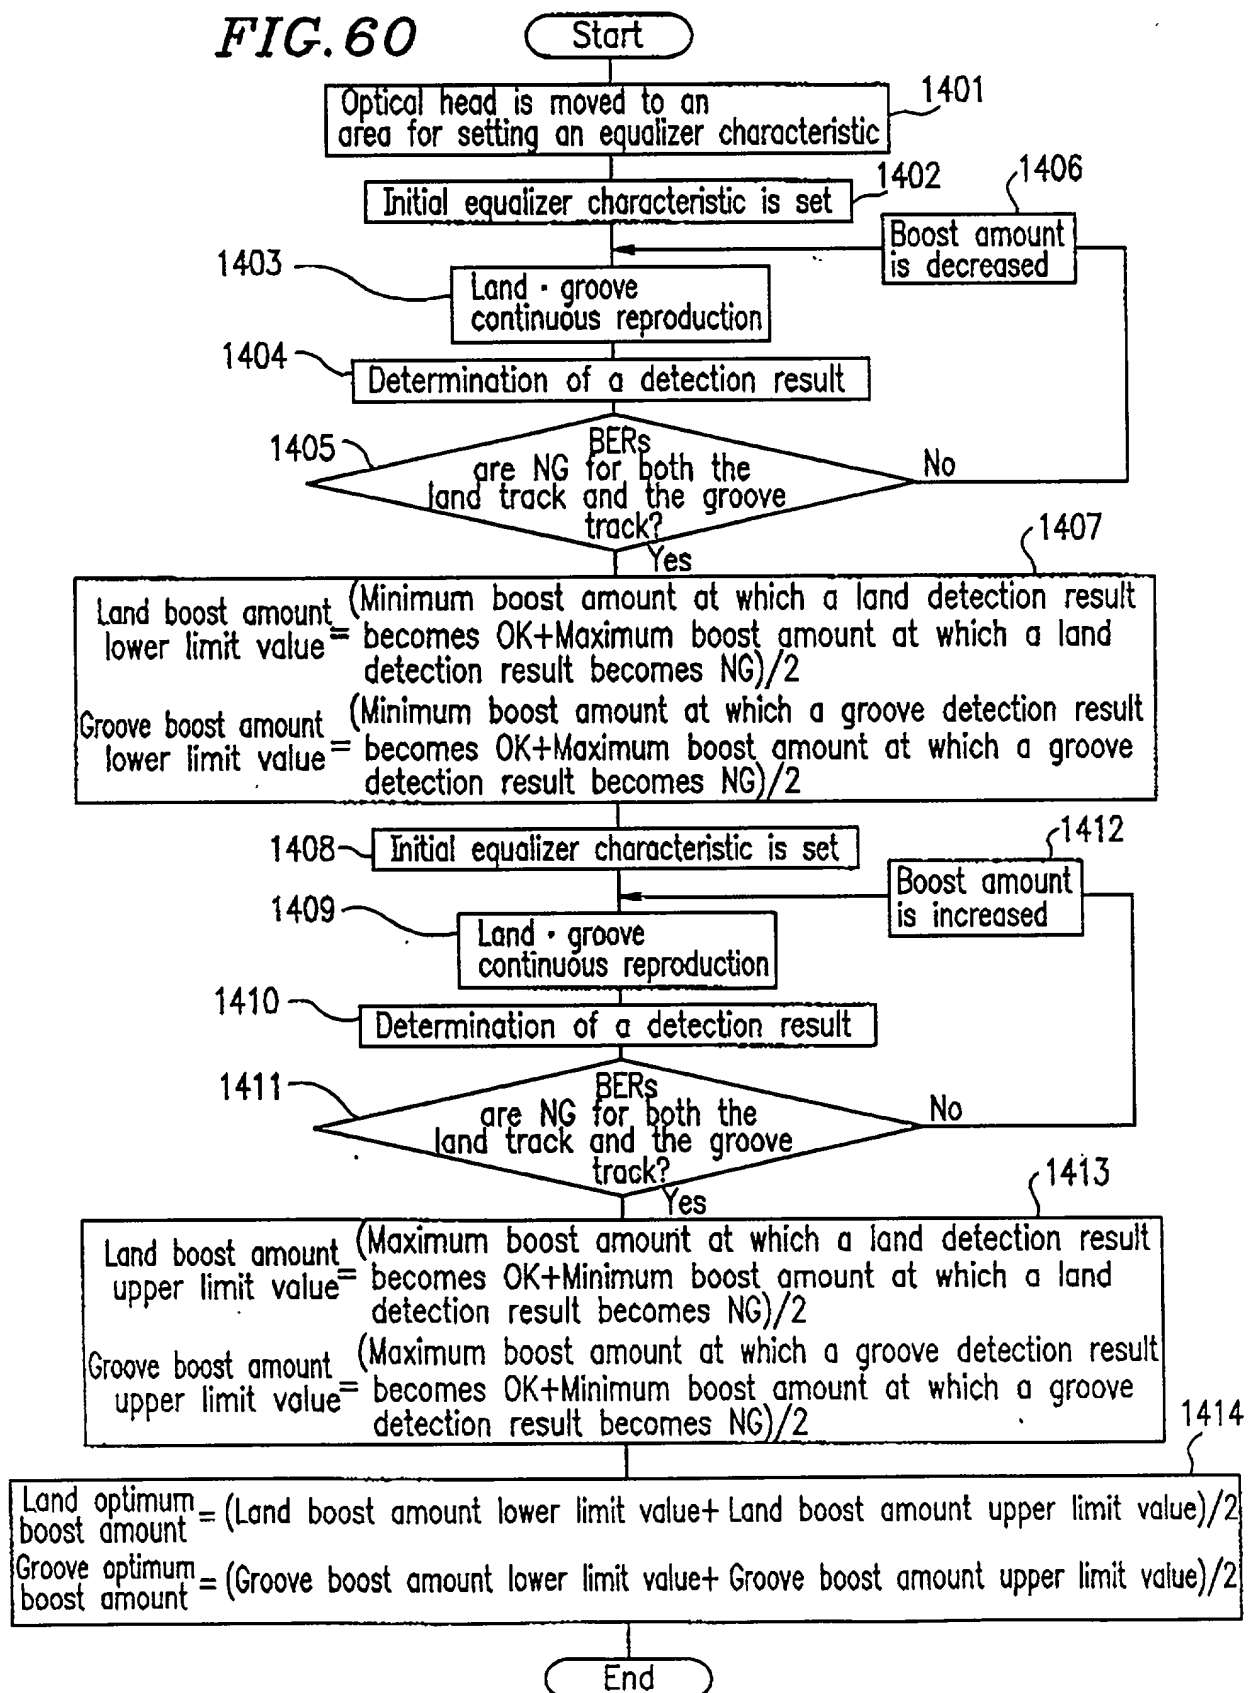 FIG.60
Start
1401
Optical head is moved to an
area for setting an equalizer characteristic
1402
Initial equalizer characteristic is set
1406
Boost amount
is decreased
1403
Land・groove
continuous reproduction
1404
Determination of a detection result
1405
BERs
are NG for both the
land track and the groove
track?
No
Yes
1407
Land boost amount
lower limit value
=
(Minimum boost amount at which a land detection result
becomes OK+Maximum boost amount at which a land
detection result becomes NG)/2
Groove boost amount
lower limit value
=
(Minimum boost amount at which a groove detection result
becomes OK+Maximum boost amount at which a groove
detection result becomes NG)/2
1408
Initial equalizer characteristic is set
1412
Boost amount
is increased
1409
Land・groove
continuous reproduction
1410
Determination of a detection result
1411
BERs
are NG for both the
land track and the groove
track?
No
Yes
1413
Land boost amount
upper limit value
=
(Maximum boost amount at which a land detection result
becomes OK+Minimum boost amount at which a land
detection result becomes NG)/2
Groove boost amount
upper limit value
=
(Maximum boost amount at which a groove detection result
becomes OK+Minimum boost amount at which a groove
detection result becomes NG)/2
1414
Land optimum
boost amount
= (Land boost amount lower limit value+ Land boost amount upper limit value)/2
Groove optimum
boost amount
= (Groove boost amount lower limit value+ Groove boost amount upper limit value)/2
End